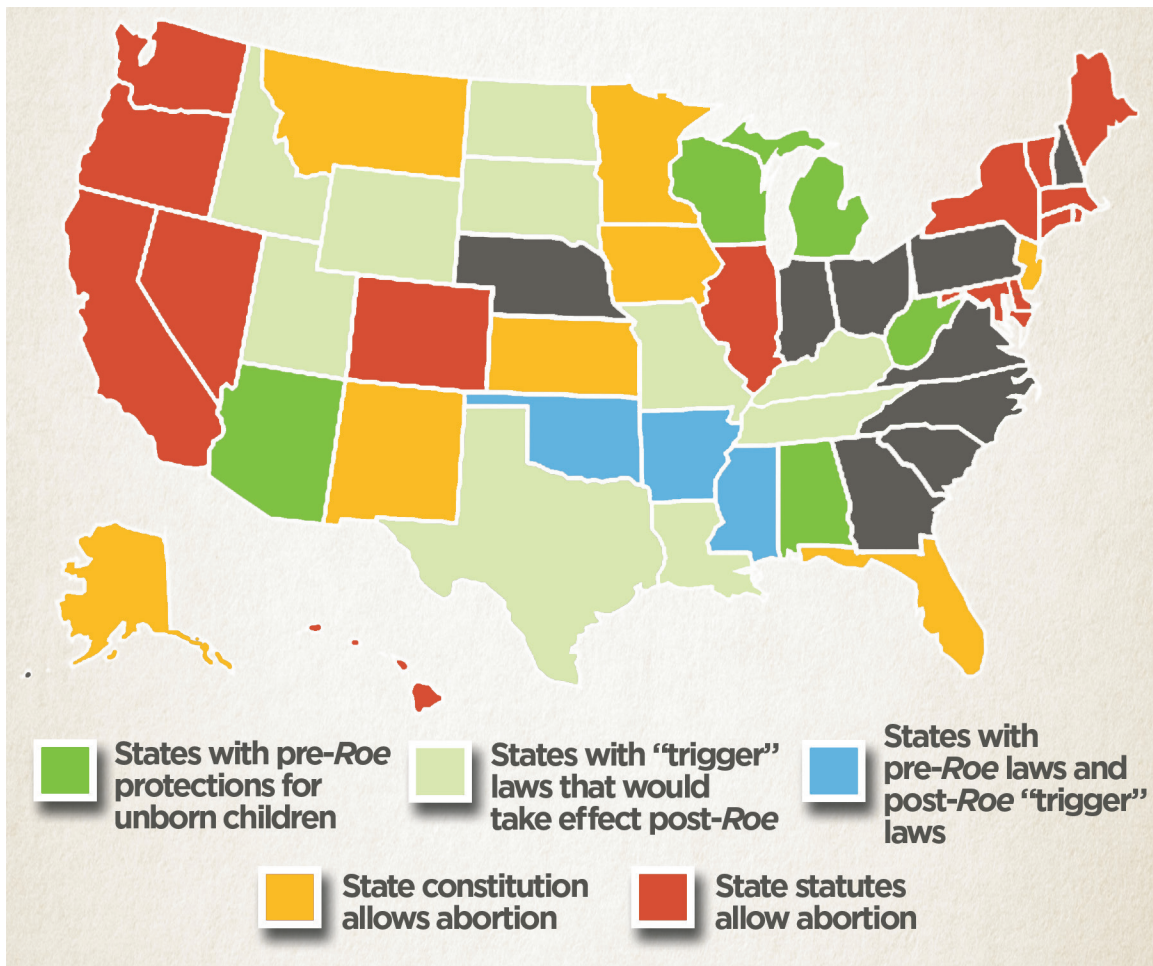 States with pre-Roe
protections for
unborn children
States with “trigger”
laws that would
take effect post-Roe
States with
pre-Roe laws and
post-Roe “trigger”
laws
State constitution
allows abortion
State statutes
allow abortion